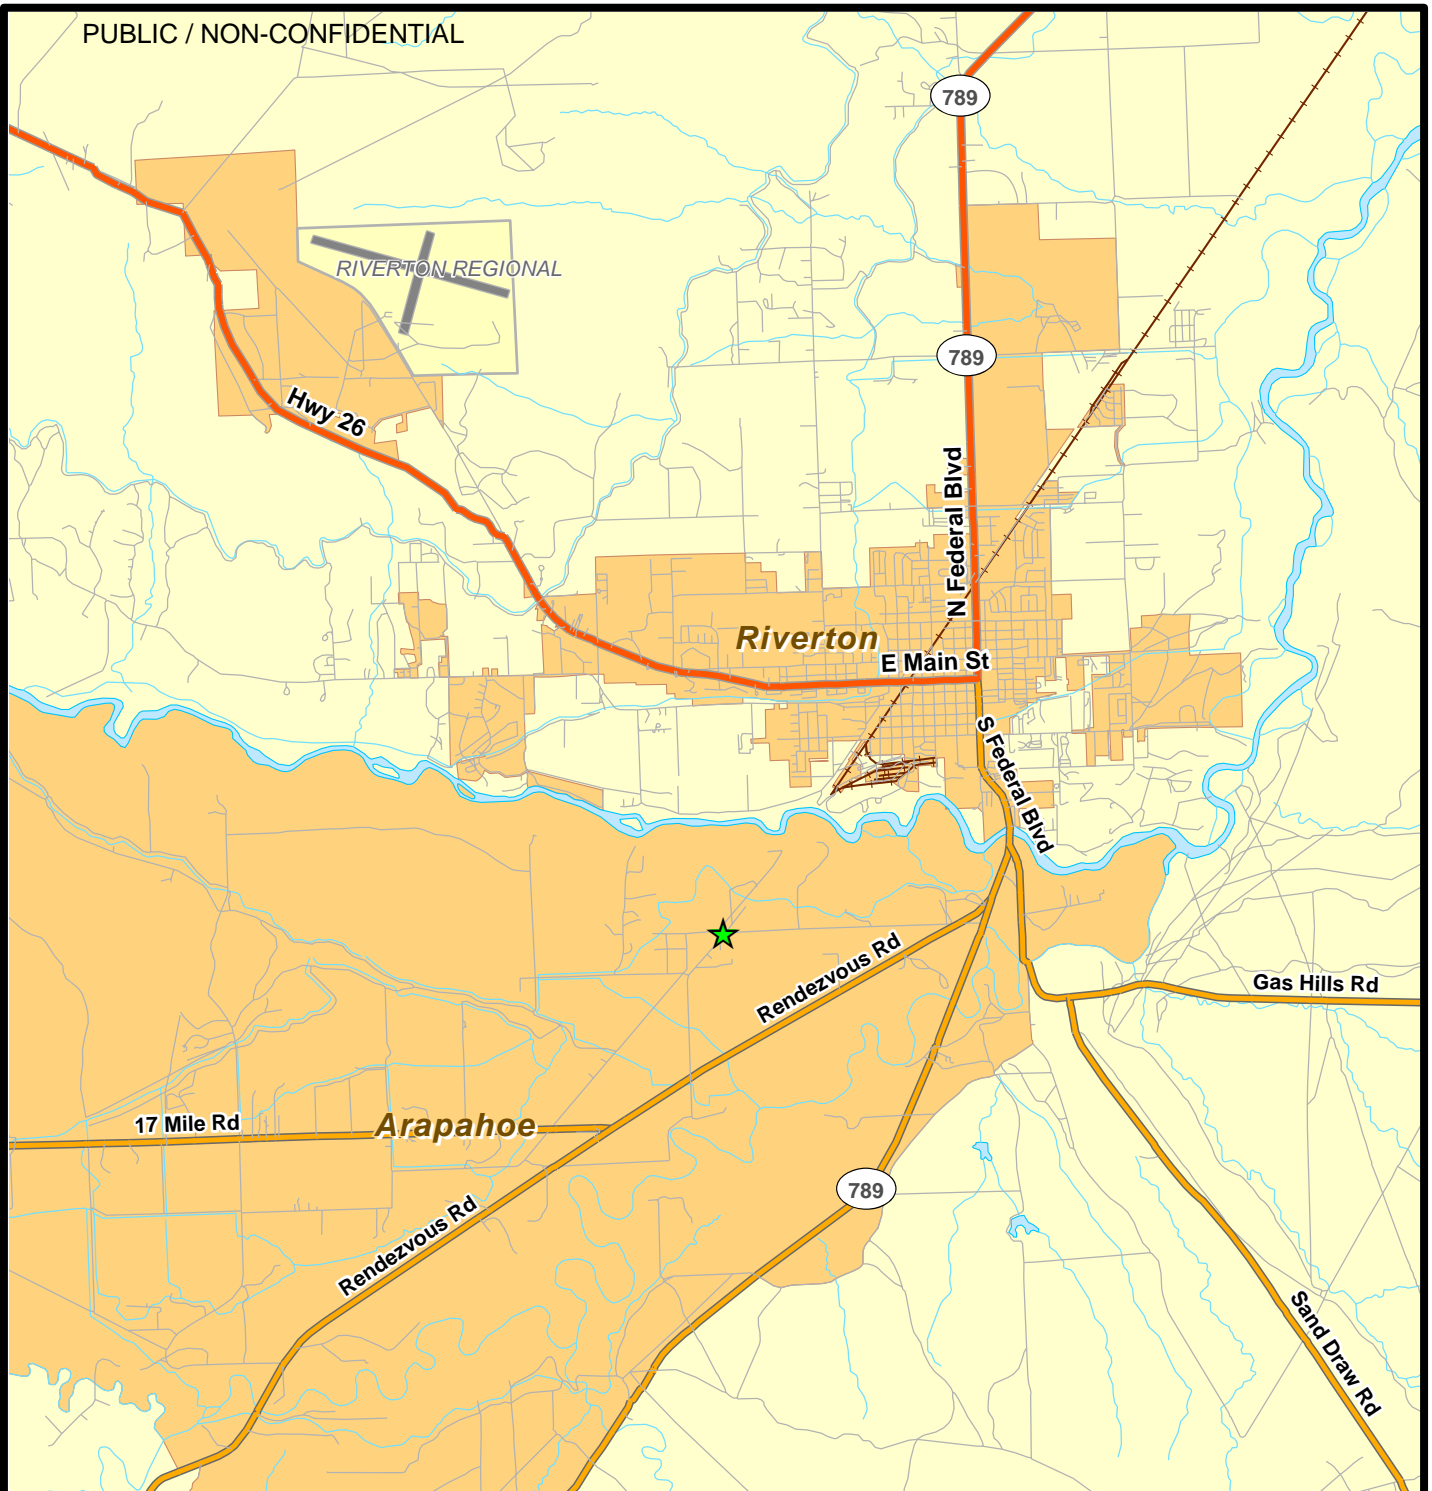 PUBLIC / NON-CONFIDENTIAL
789
RIVERTON REGIONAL
789
Hwy 26
N Federal Blvd
Riverton
E Main St
S Federal Blvd
Rendezvous Rd
Gas Hills Rd
17 Mile Rd
Arapahoe
789
Rendezvous Rd
Sand Draw Rd